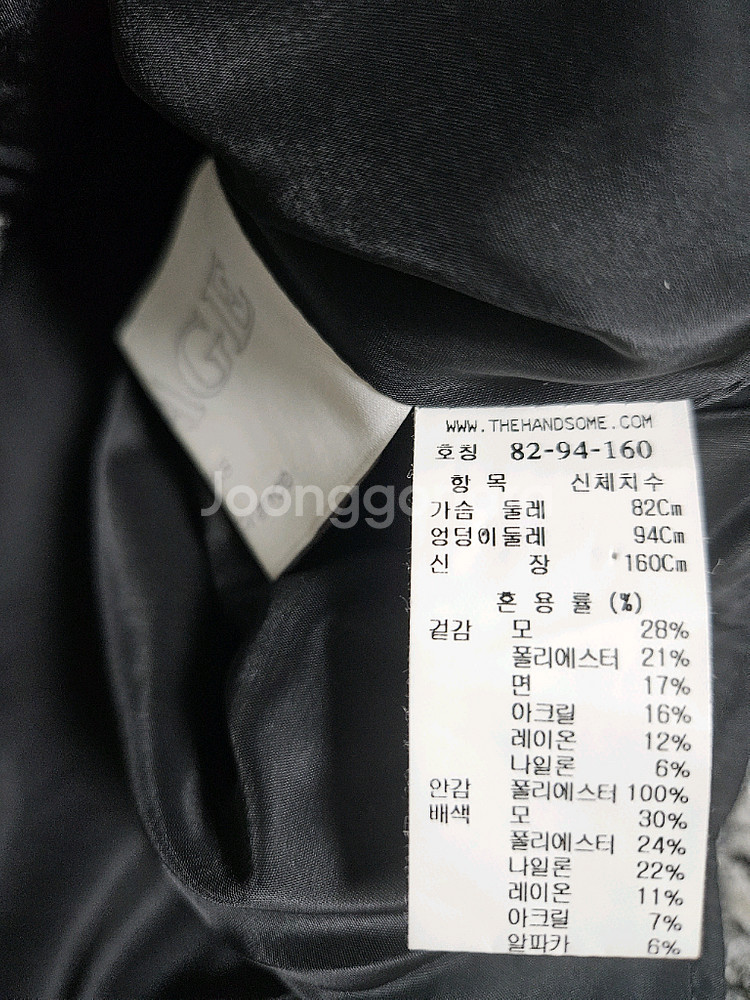 AGE
Joonggo
WWW.THEHANDSOME.COM
호칭 82-94-160
항 목 신체치수
가슴 둘레 82Cm
엉덩이둘레 94Cm
신 장 160Cm
혼 용 률 (%)
겉감 모 28%
폴리에스터 21%
면 17%
아크릴 16%
레이온 12%
나일론 6%
안감 폴리에스터 100%
배색 모 30%
폴리에스터 24%
나일론 22%
레이온 11%
아크릴 7%
알파카 6%